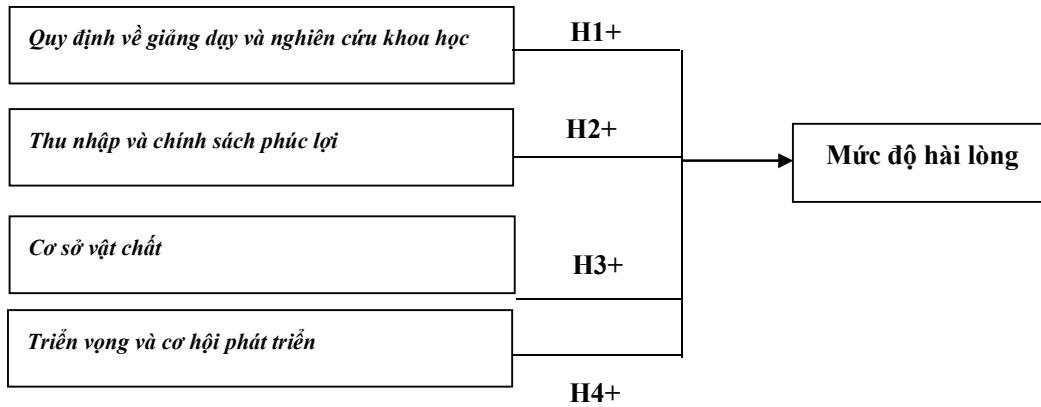 Quy định về giảng dạy và nghiên cứu khoa học
H1+
Thu nhập và chính sách phúc lợi
H2+
Mức độ hài lòng
Cơ sở vật chất
H3+
Triển vọng và cơ hội phát triển
H4+